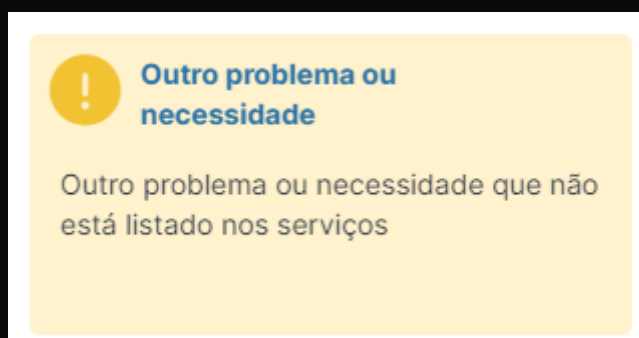 Outro problema ou
necessidade
Outro problema ou necessidade que não
está listado nos serviços